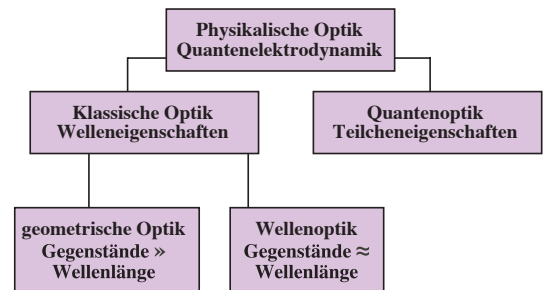 Physikalische Optik
Quantenelektrodynamik
Klassische Optik
Welleneigenschaften
Quantenoptik
Teilcheneigenschaften
geometrische Optik
Gegenstände »
Wellenlänge
Wellenoptik
Gegenstände ≈
Wellenlänge